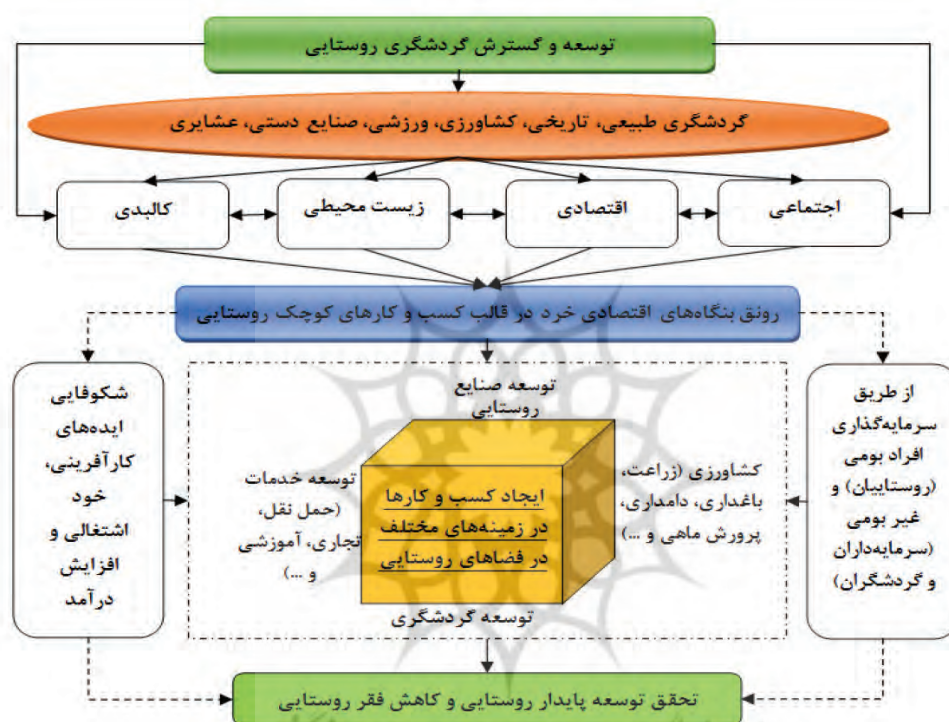 توسعه و گسترش گردشگری روستایی
گردشگری طبیعی، تاریخی، کشاورزی، ورزشی، صنایع دستی، عشایری
اجتماعی
اقتصادی
زیست محیطی
کالبدی
رونق بنگاه‌های اقتصادی خرد در قالب کسب و کارهای کوچک روستایی
از طریق
سرمایه‌گذاری
افراد بومی
(روستاییان) و
غیر بومی
(سرمایه‌داران
و گردشگران)
توسعه صنایع
روستایی
کشاورزی (زراعت،
باغداری، دامداری،
پرورش ماهی و ...)
ایجاد کسب و کارها
در زمینه‌های مختلف
در فضاهای روستایی
توسعه خدمات
(حمل نقل،
تجاری، آموزشی
و ...)
توسعه گردشگری
شکوفایی
ایده‌های
کارآفرینی،
خود
اشتغالی و
افزایش
درآمد
تحقق توسعه پایدار روستایی و کاهش فقر روستایی